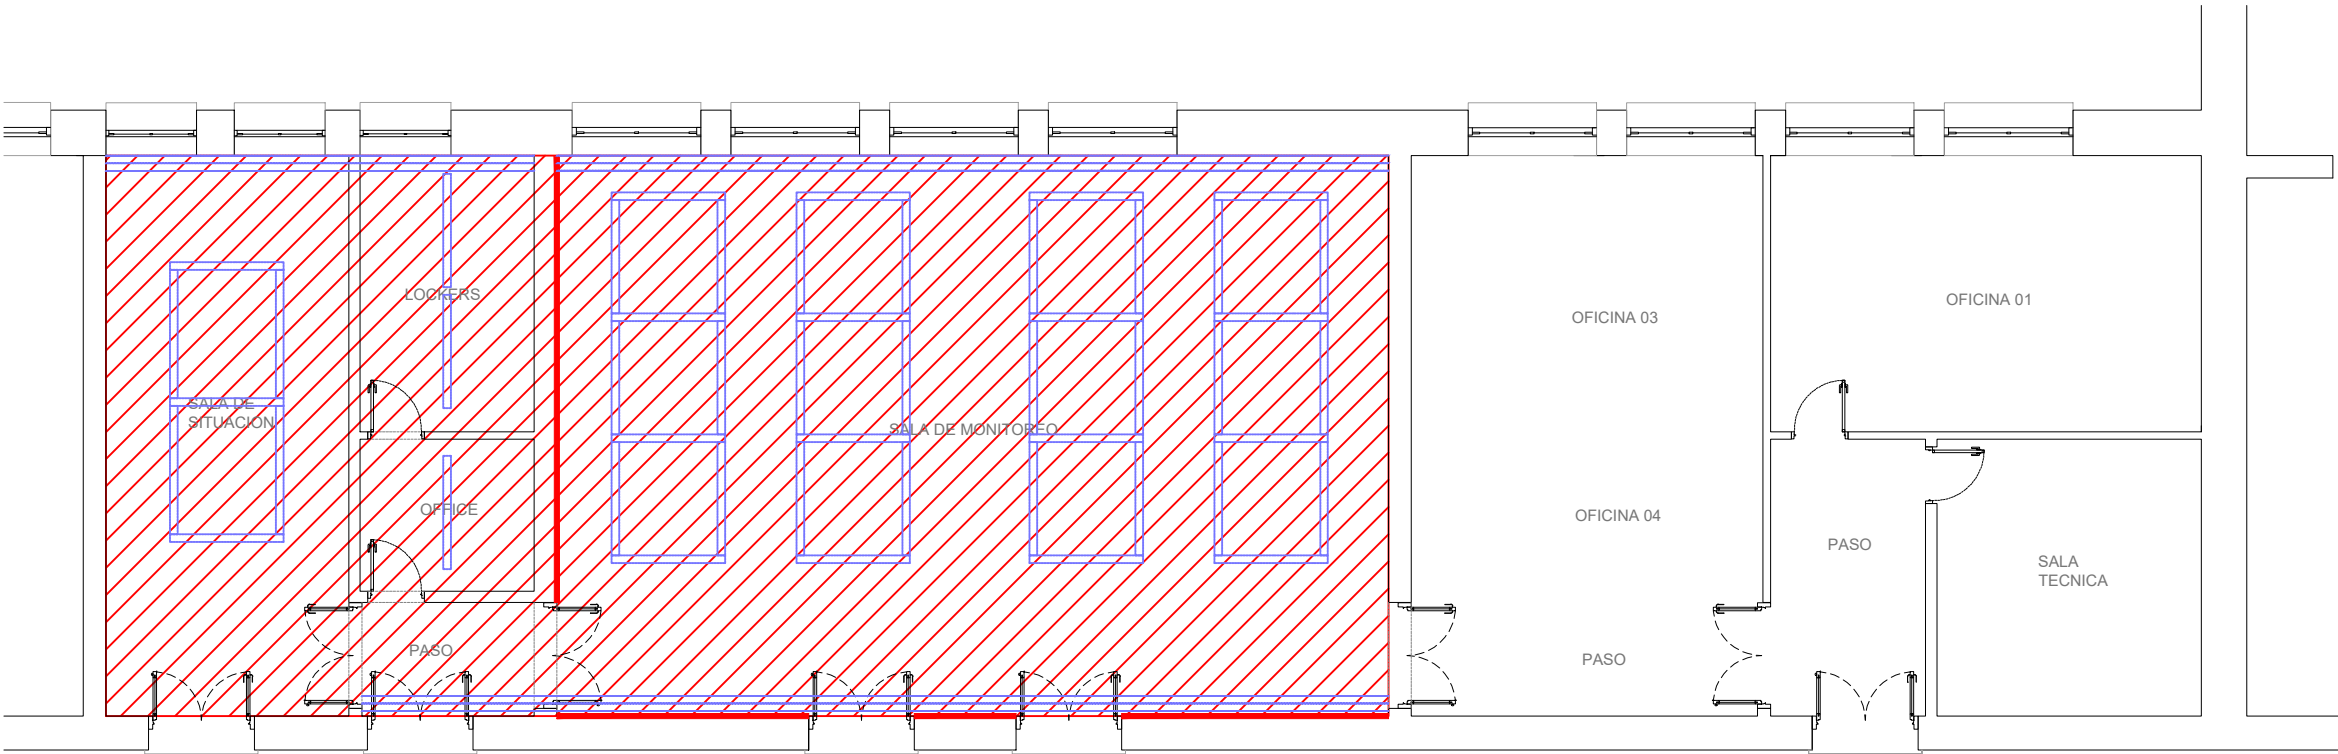 LOCKERS
OFICINA 03
OFICINA 01
SALA DE
SITUACION
SALA DE MONITOREO
OFFICE
OFICINA 04
PASO
SALA
TECNICA
PASO
PASO